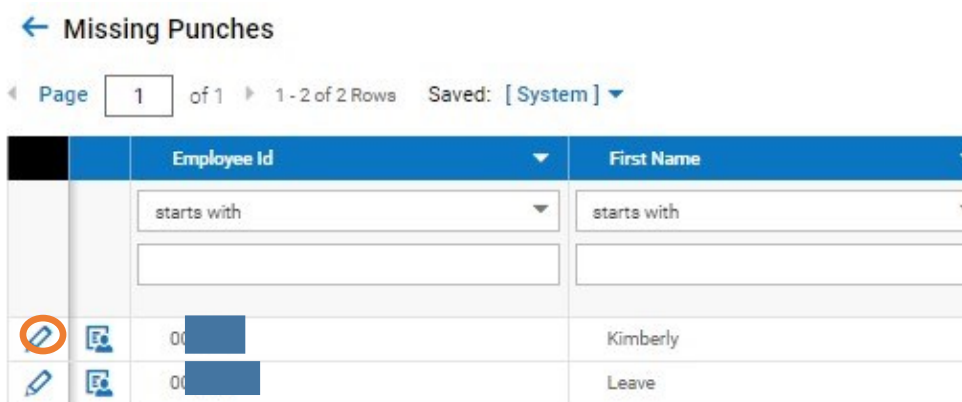 Missing Punches
Page 1 of 1 1 - 2 of 2 Rows Saved: [ System ]
Employee Id First Name
starts with starts with
00 Kimberly
00 Leave